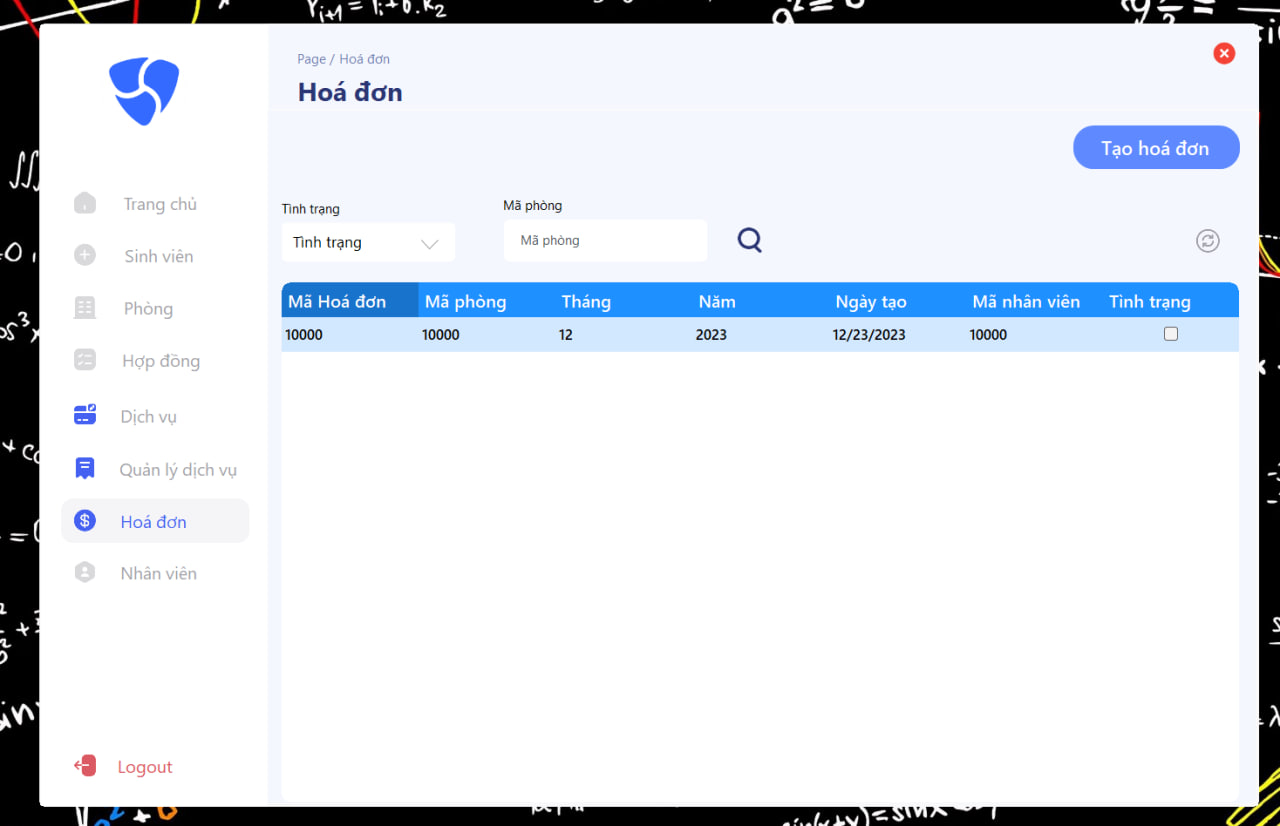 Page / Hoá đơn
Hoá đơn
Tạo hoá đơn
Trang chủ
Sinh viên
Phòng
Hợp đồng
Dịch vụ
Quản lý dịch vụ
Hoá đơn
Nhân viên
Logout
Tình trạng
Mã phòng
Tình trạng
Mã phòng
Mã Hoá đơn Mã phòng Tháng Năm Ngày tạo Mã nhân viên Tình trạng
10000 10000 12 2023 12/23/2023 10000